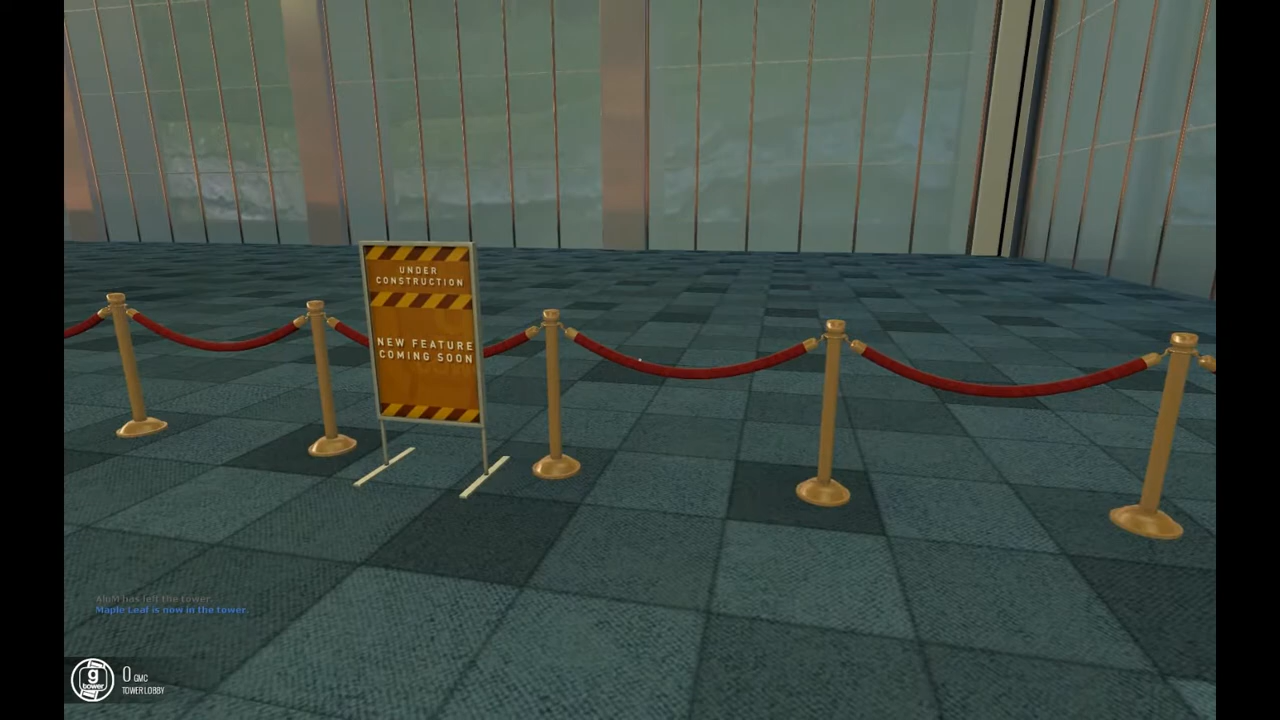 UNDER
CONSTRUCTION
NEW FEATURE
COMING SOON
AloM has left the tower.
Maple Leaf is now in the tower.
g
tower
0 GMC
TOWER LOBBY